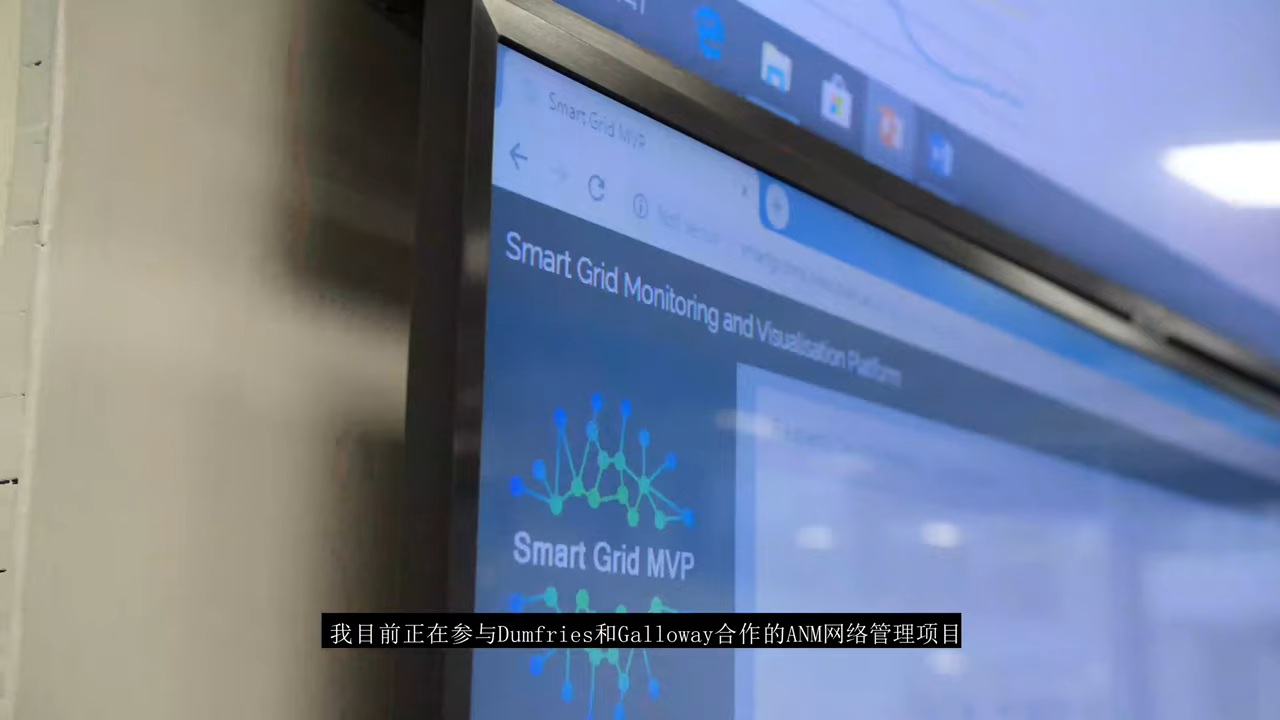 Smart Grid MVP
Not secure
Smart Grid Monitoring and Visualisation Platform
Smart Grid MVP
我目前正在参与Dumfries和Galloway合作的ANM网络管理项目